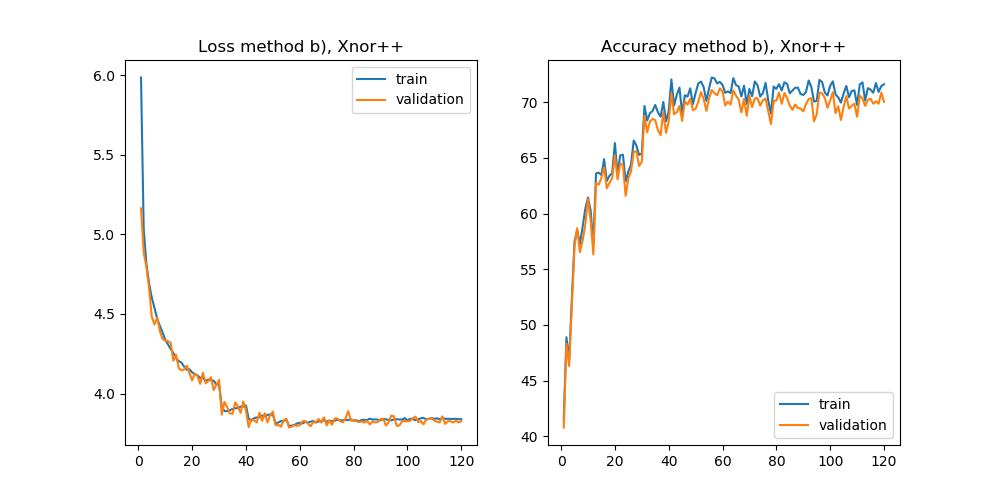 Loss method b), Xnor++
6.0
5.5
5.0
4.5
4.0
0 20 40 60 80 100 120
train
validation
Accuracy method b), Xnor++
70
65
60
55
50
45
40
0 20 40 60 80 100 120
train
validation